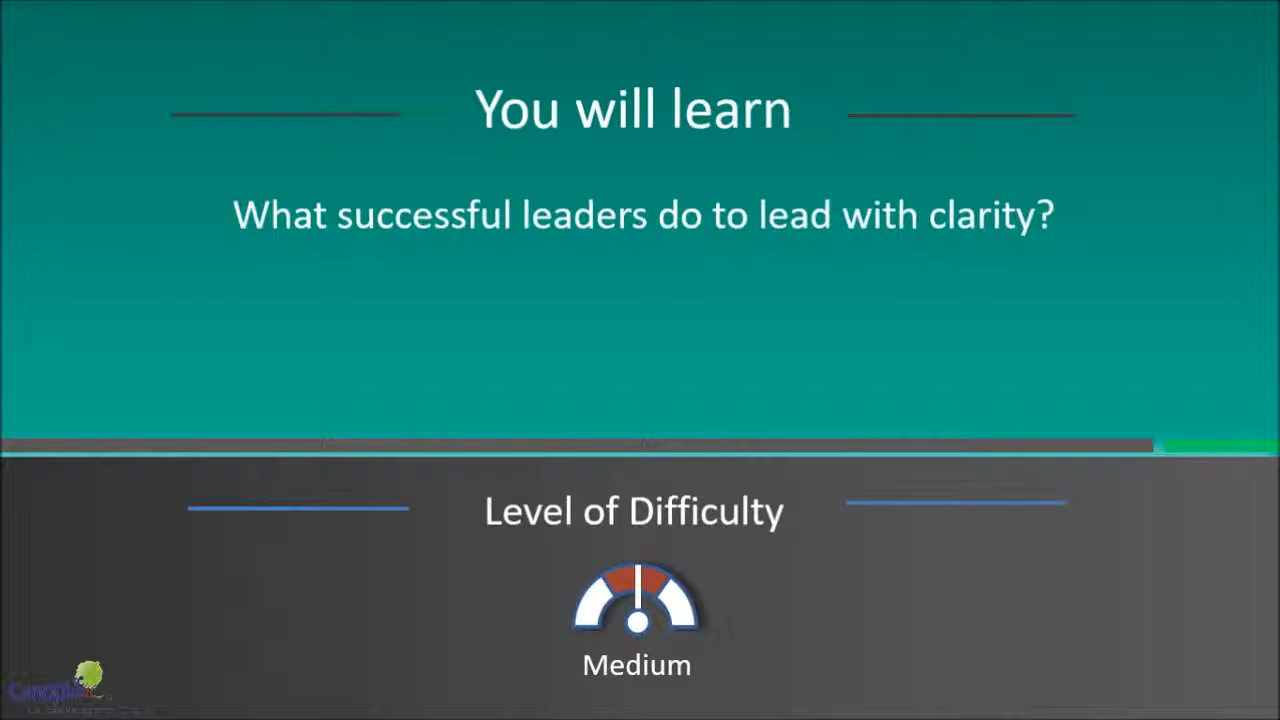 You will learn
What successful leaders do to lead with clarity?
Level of Difficulty
Medium